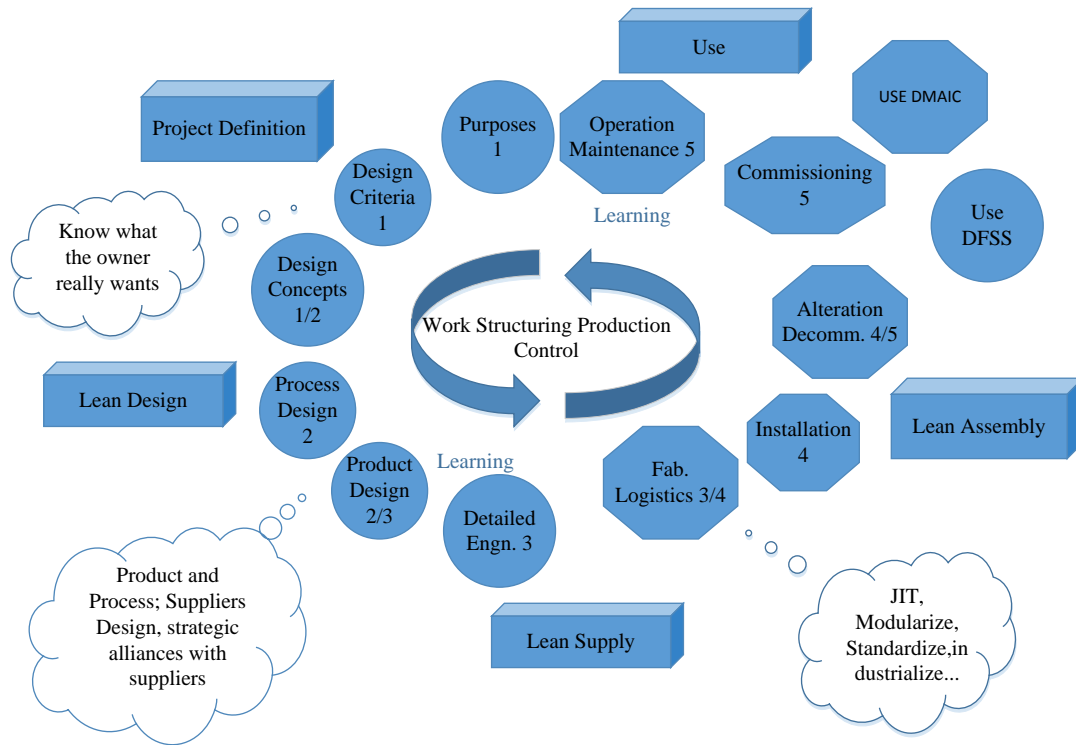 Use
USE DMAIC
Project Definition
Purposes
1
Operation
Maintenance 5
Design
Criteria
1
Commissioning
5
Learning
Use
DFSS
Know what
the owner
really wants
Design
Concepts
1/2
Work Structuring Production
Control
Alteration
Decomm. 4/5
Lean Design
Process
Design
2
Lean Assembly
Installation
4
Learning
Product
Design
2/3
Fab.
Logistics 3/4
Detailed
Engn. 3
Product and
Process; Suppliers
Design, strategic
alliances with
suppliers
Lean Supply
JIT,
Modularize,
Standardize,in
dustrialize...